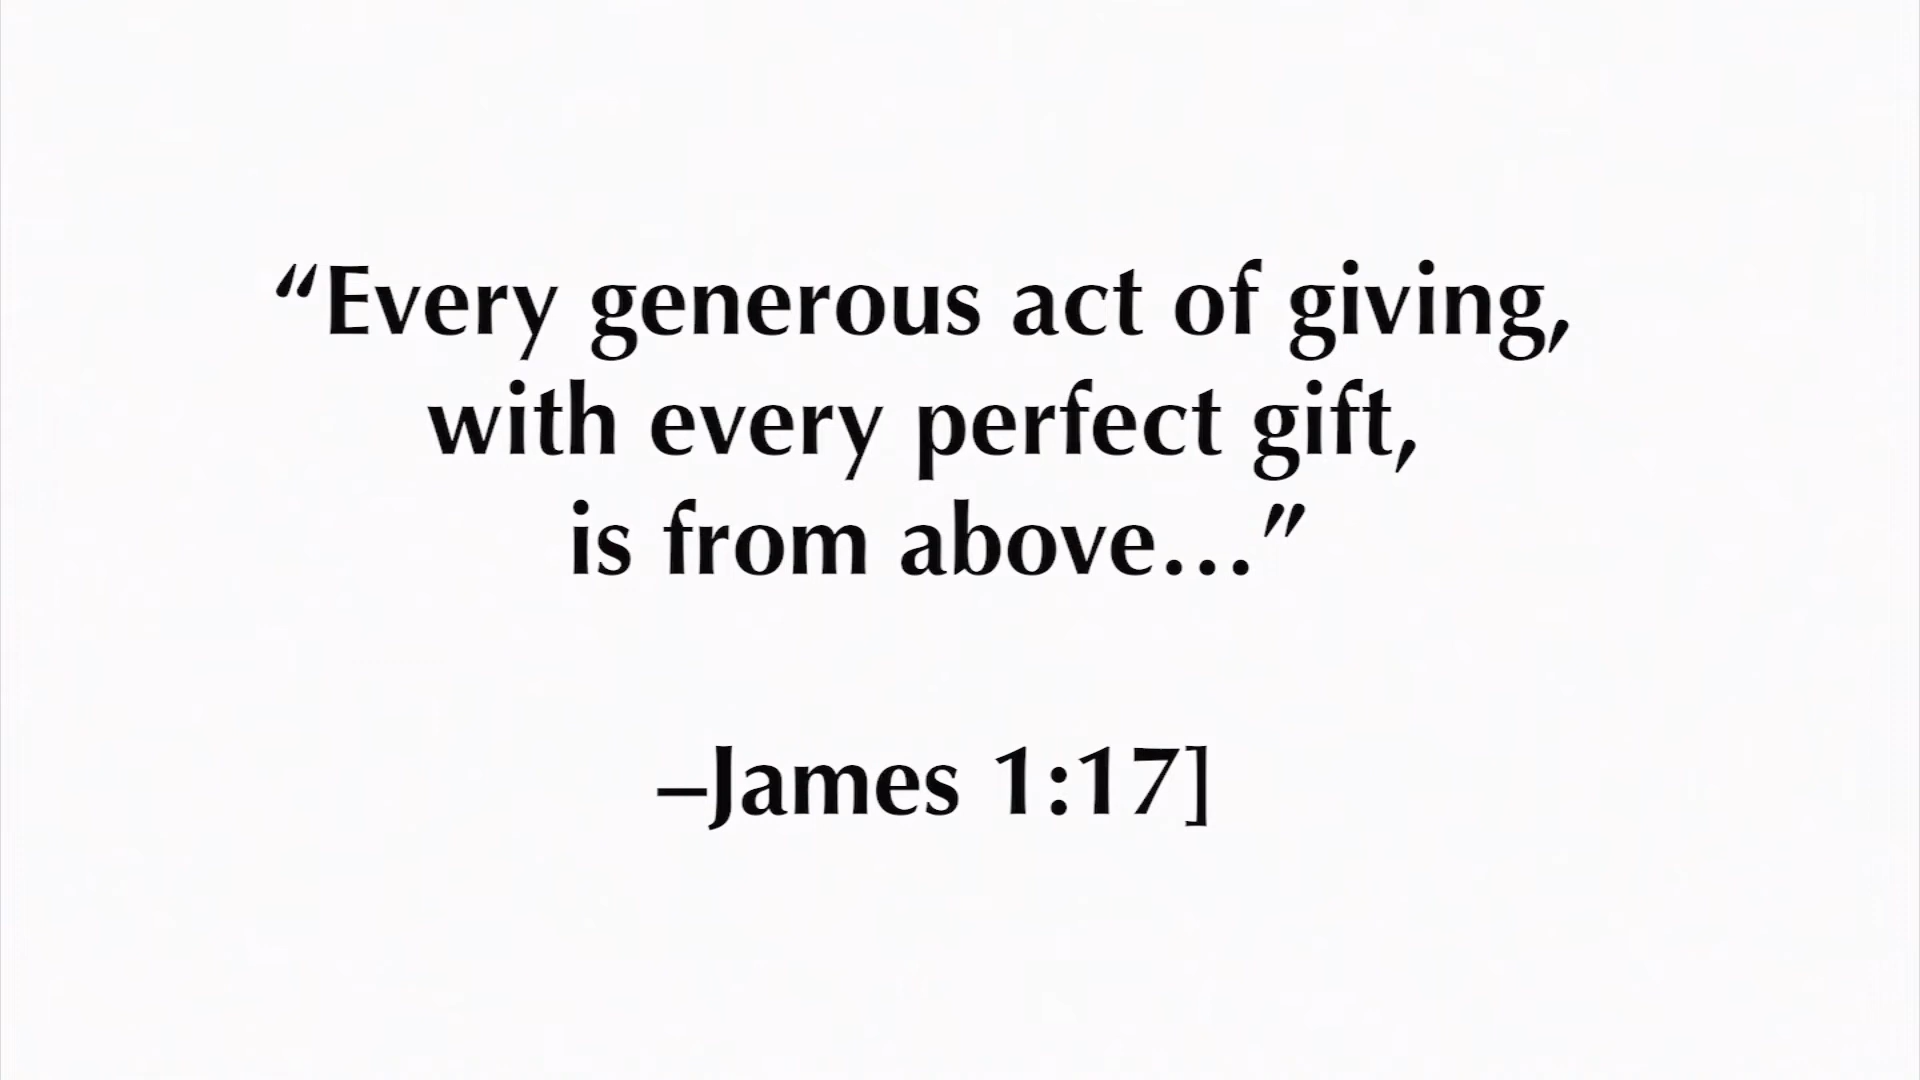 “Every generous act of giving,
with every perfect gift,
is from above…”
–James 1:17]